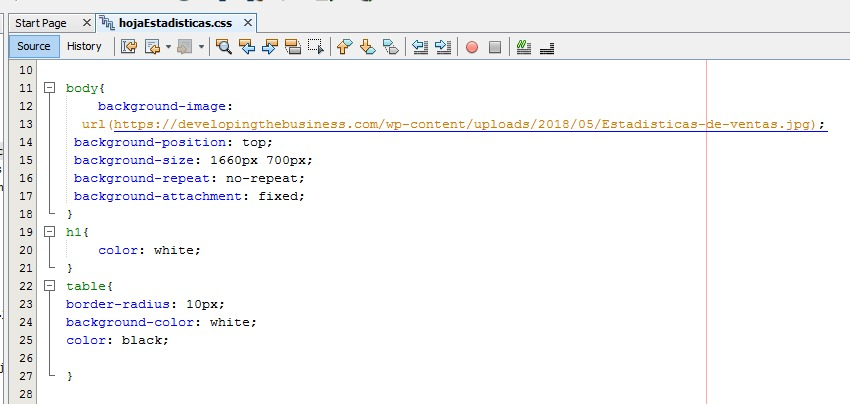 Start Page
hojaEstadisticas.css
Source History
10
11 body{
12 background-image:
13 url(https://developingthebusiness.com/wp-content/uploads/2018/05/Estadisticas-de-ventas.jpg);
14 background-position: top;
15 background-size: 1660px 700px;
16 background-repeat: no-repeat;
17 background-attachment: fixed;
18 }
19 h1{
20 color: white;
21 }
22 table{
23 border-radius: 10px;
24 background-color: white;
25 color: black;
26
27 }
28